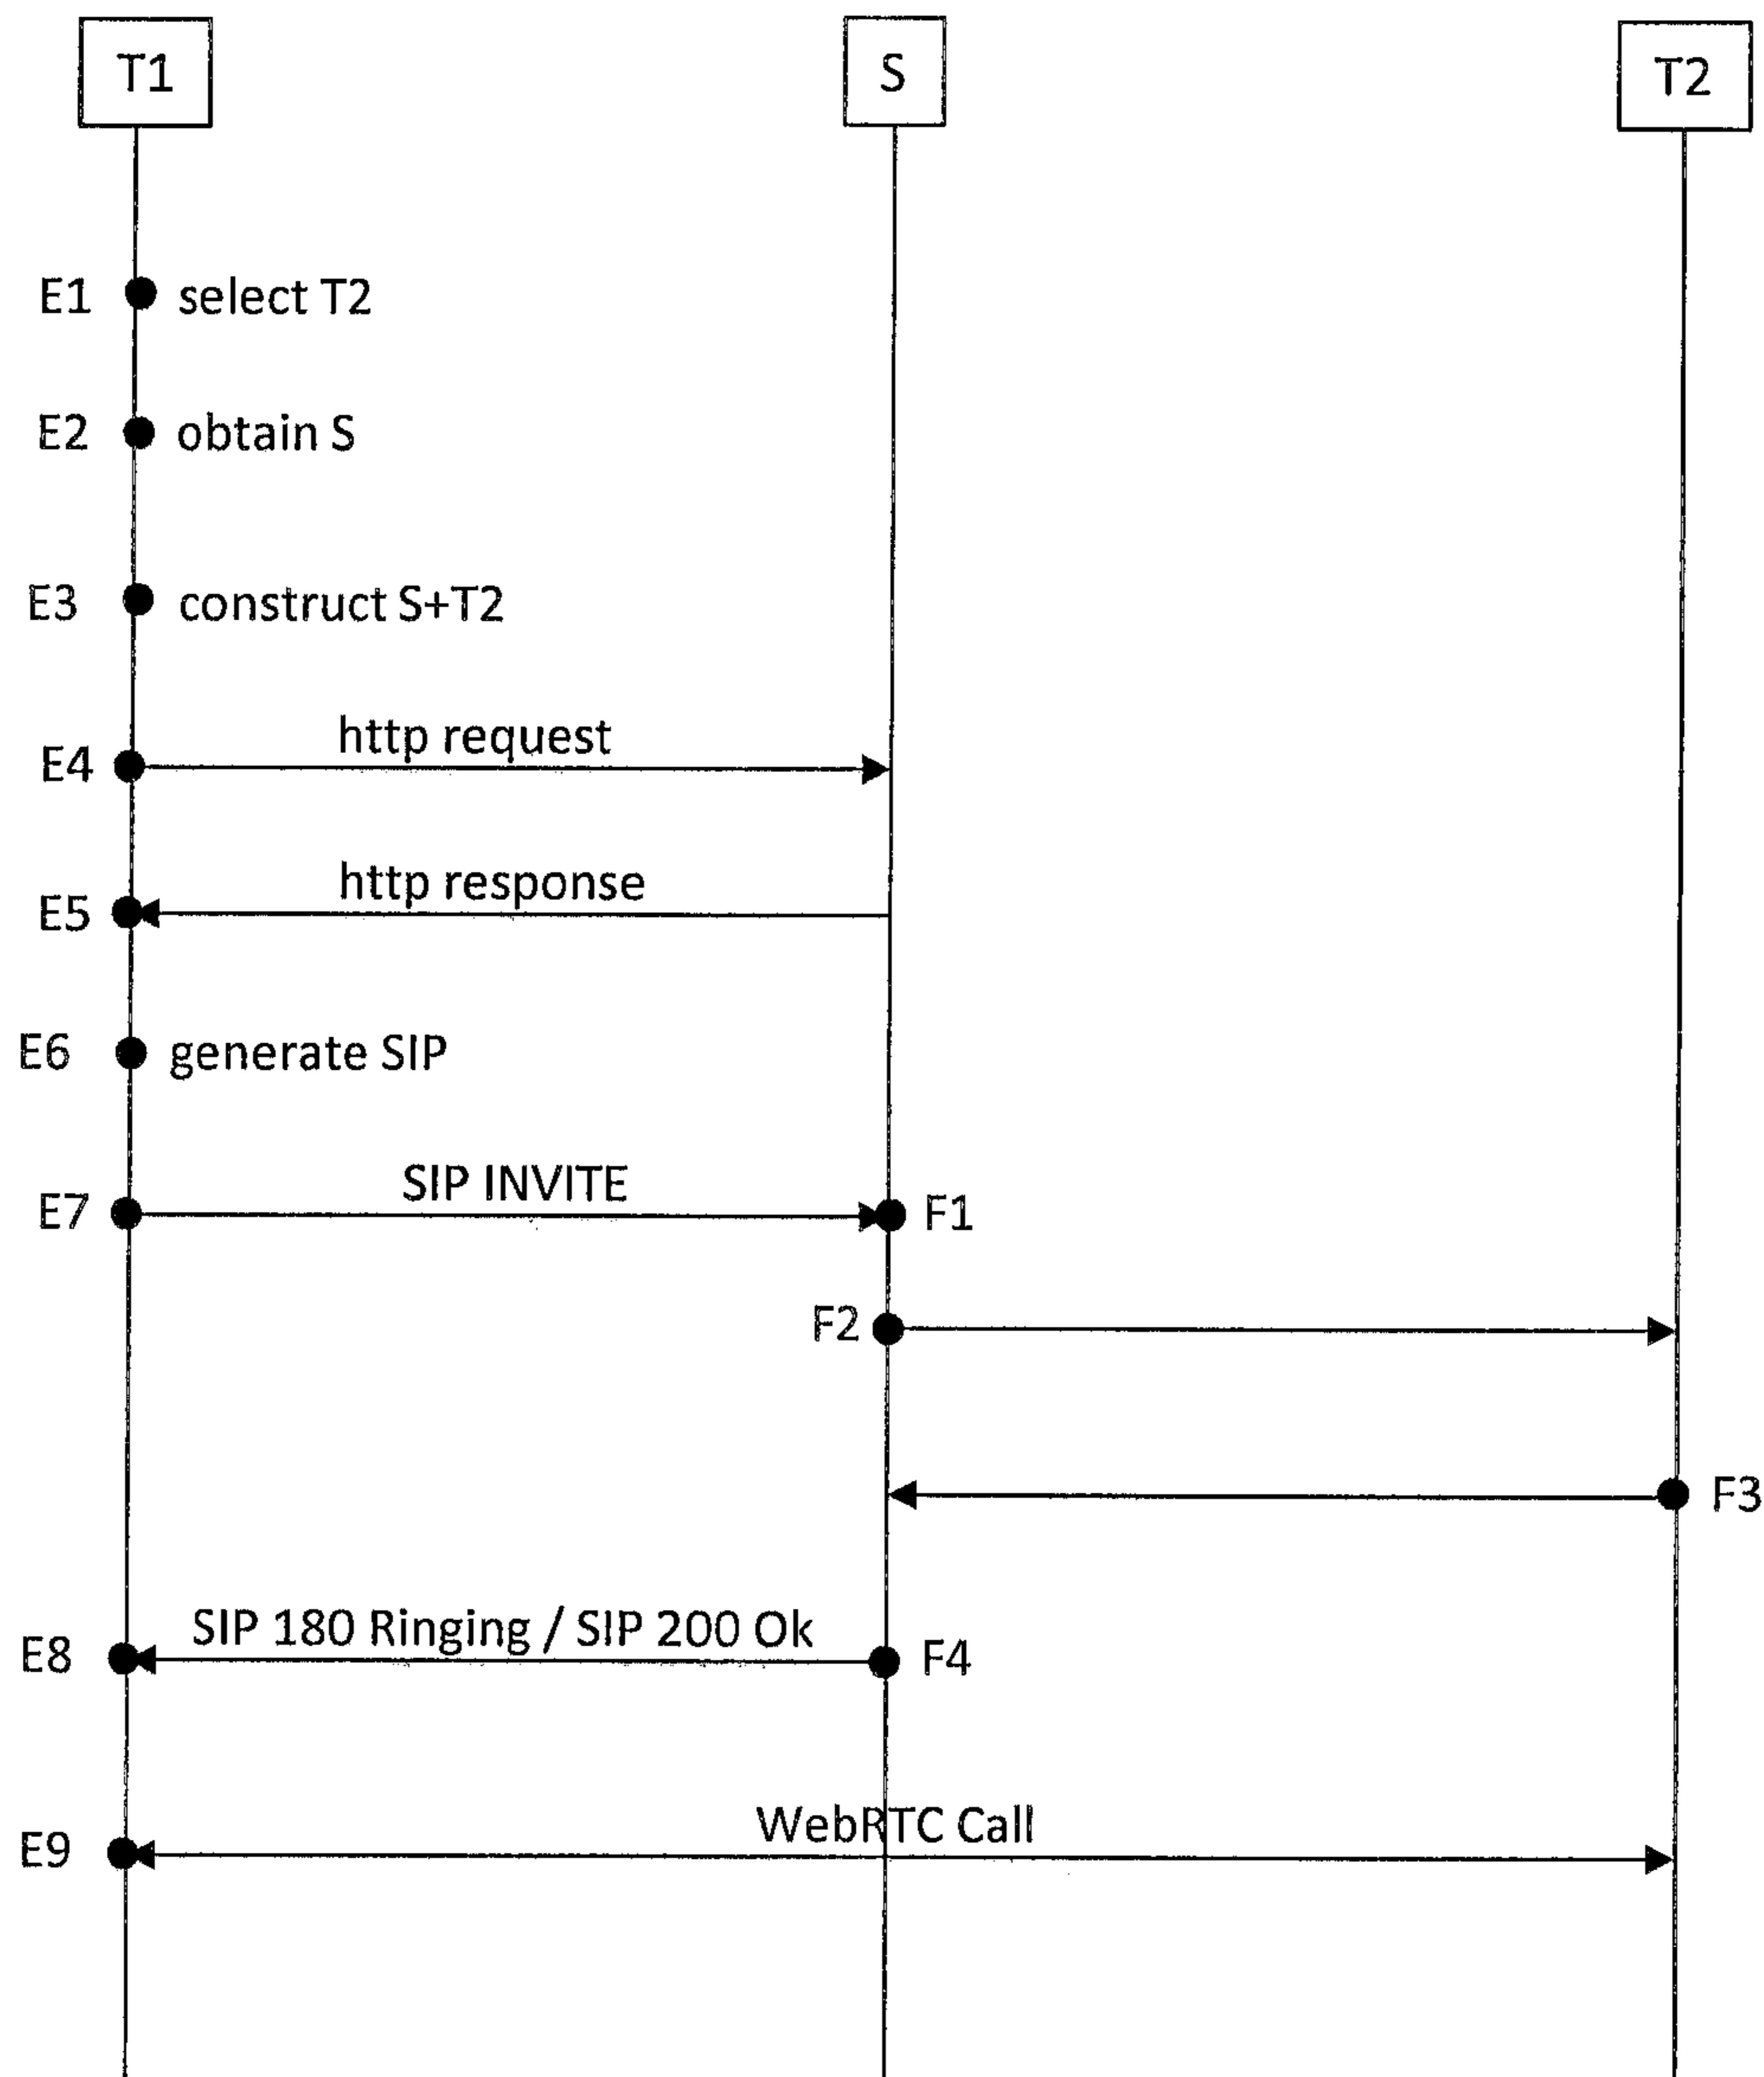 T1 S T2
E1 select T2
E2 obtain S
E3 construct S+T2
http request
E4
http response
E5
E6 generate SIP
SIP INVITE
E7 F1
F2
F3
SIP 180 Ringing / SIP 200 Ok
E8 F4
WebRTC Call
E9